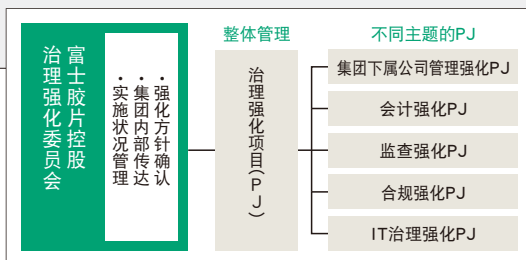 富士胶片控股
治理强化委员会
・强化方针确认
・集团内部传达
・实施状况管理
整体管理
治理强化项目(PJ)
不同主题的PJ
集团下属公司管理强化PJ
会计强化PJ
监查强化PJ
合规强化PJ
IT治理强化PJ